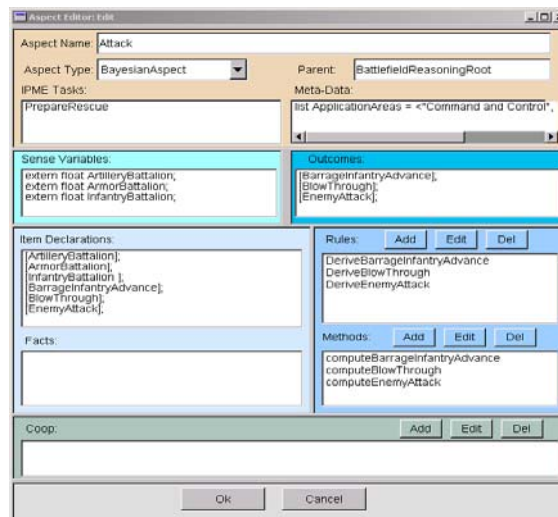 Aspect Editor: Edit
Aspect Name: Attack
Aspect Type: BayesianAspect Parent: BattlefieldReasoningRoot
IPME Tasks: Meta-Data:
PrepareRescue list ApplicationAreas = <"Command and Control",
Sense Variables: Outcomes:
extern float ArtilleryBattalion; [BarrageInfantryAdvance];
extern float ArmorBattalion; [BlowThrough];
extern float InfantryBattalion; [EnemyAttack];
Item Declarations: Rules: Add Edit Del
[ArtilleryBattalion]; DeriveBarrageInfantryAdvance
[ArmorBattalion]; DeriveBlowThrough
[InfantryBattalion ]; DeriveEnemyAttack
[BarrageInfantryAdvance];
[BlowThrough];
[EnemyAttack];
Facts: Methods: Add Edit Del
computeBarrageInfantryAdvance
computeBlowThrough
computeEnemyAttack
Coop: Add Edit Del
Ok Cancel